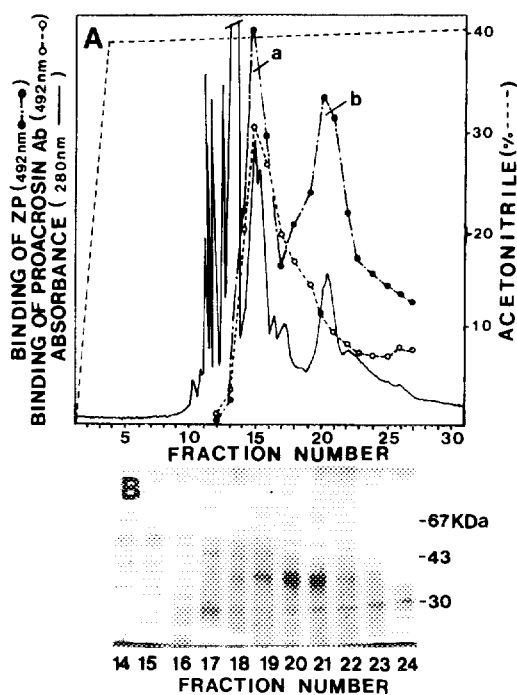 A
BINDING OF ZP (492nm●--●)
BINDING OF PROACROSIN Ab (492nm○--○)
ABSORBANCE ( 280nm —— )
a
b
40
30
20
10
ACETONITRILE (% ----)
5 10 15 20 25 30
FRACTION NUMBER
B
-67KDa
-43
-30
14 15 16 17 18 19 20 21 22 23 24
FRACTION NUMBER